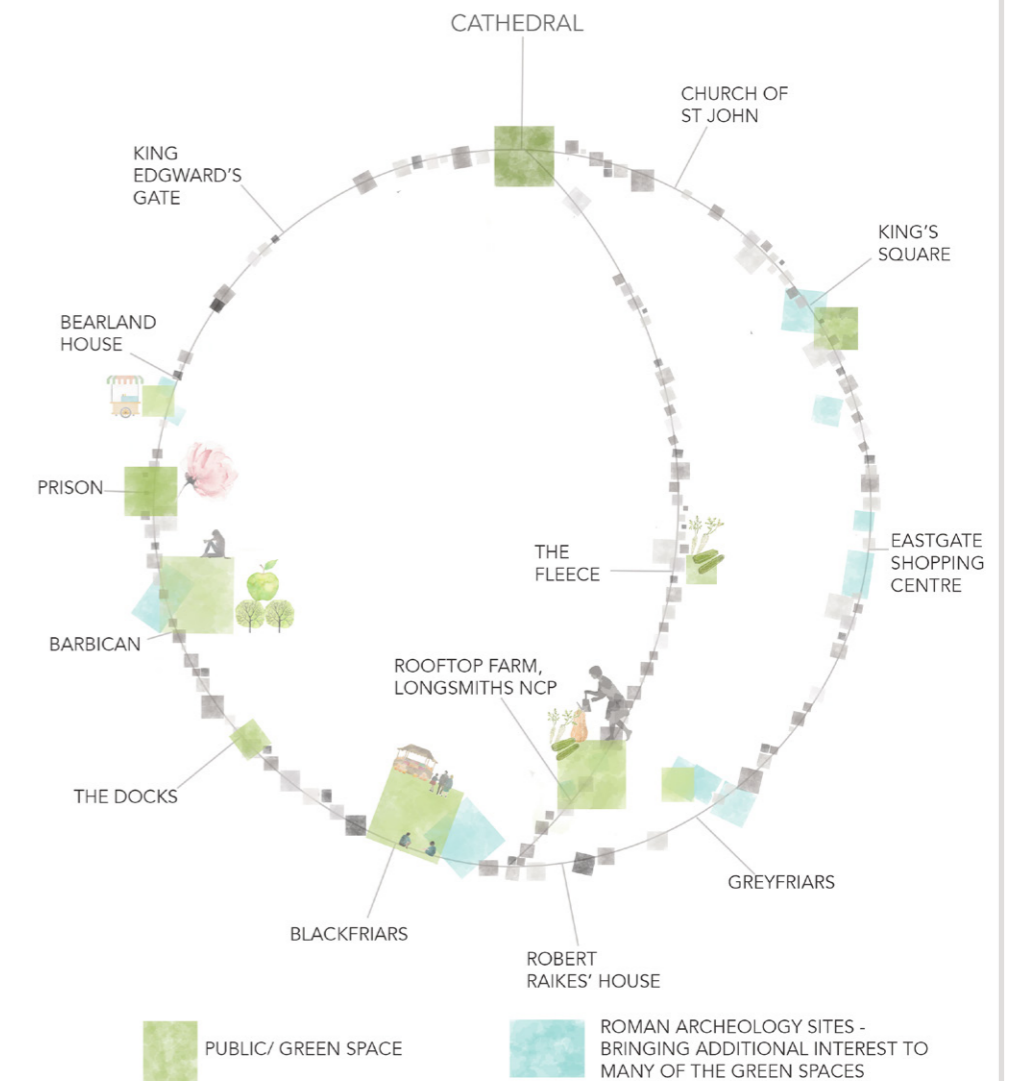 CATHEDRAL
CHURCH OF
ST JOHN
KING
EDGWARD'S
GATE
KING'S
SQUARE
BEARLAND
HOUSE
PRISON
THE
FLEECE
EASTGATE
SHOPPING
CENTRE
BARBICAN
ROOFTOP FARM,
LONGSMITHS NCP
THE DOCKS
GREYFRIARS
BLACKFRIARS
ROBERT
RAIKES' HOUSE
PUBLIC/ GREEN SPACE
ROMAN ARCHEOLOGY SITES -
BRINGING ADDITIONAL INTEREST TO
MANY OF THE GREEN SPACES